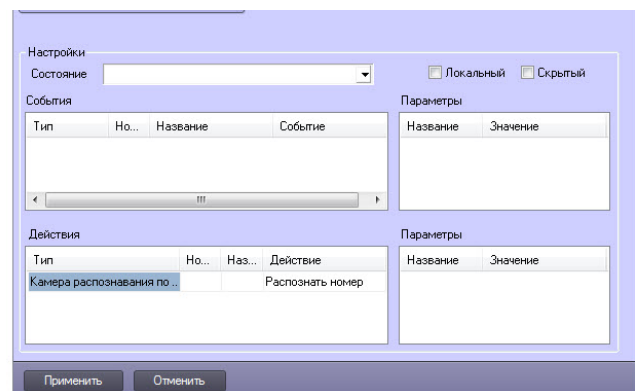 Настройки
Состояние
Локальный Скрытый
События Параметры
Тип Но... Название Событие Название Значение
Действия Параметры
Тип Но... Наз... Действие Название Значение
Камера распознавания по .. Распознать номер
Применить Отменить